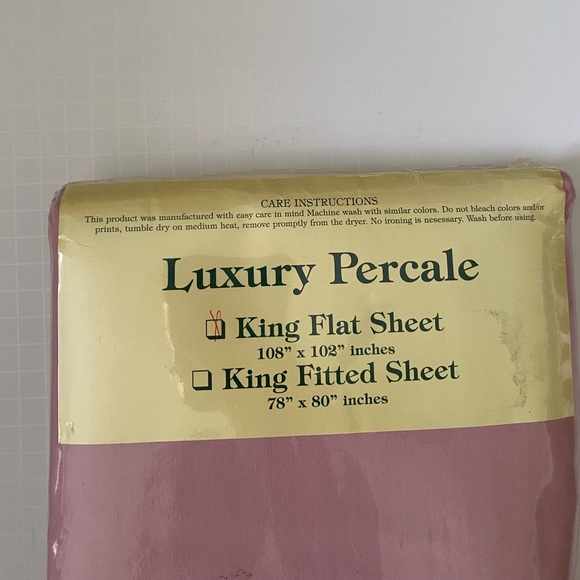 CARE INSTRUCTIONS
This product was manufactured with easy care in mind Machine wash with similar colors. Do not bleach colors and/or
prints, tumble dry on medium heat, remove promptly from the dryer. No ironing is necessary. Wash before using.
Luxury Percale
King Flat Sheet
108” x 102” inches
King Fitted Sheet
78” x 80” inches